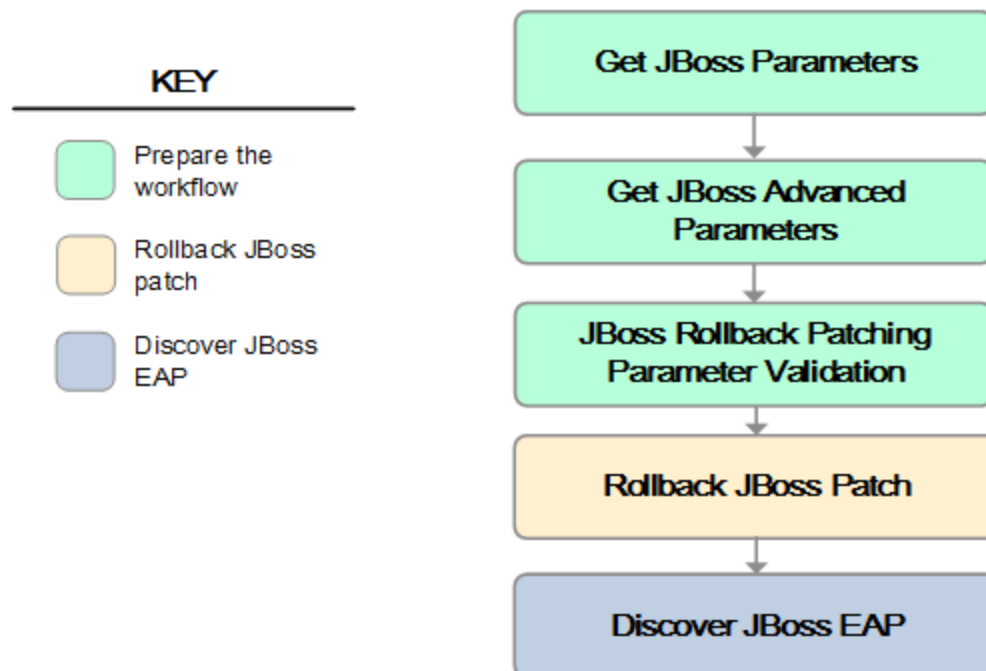 KEY
Prepare the
workflow
Rollback JBoss
patch
Discover JBoss
EAP
Get JBoss Parameters
Get JBoss Advanced
Parameters
JBoss Rollback Patching
Parameter Validation
Rollback JBoss Patch
Discover JBoss EAP